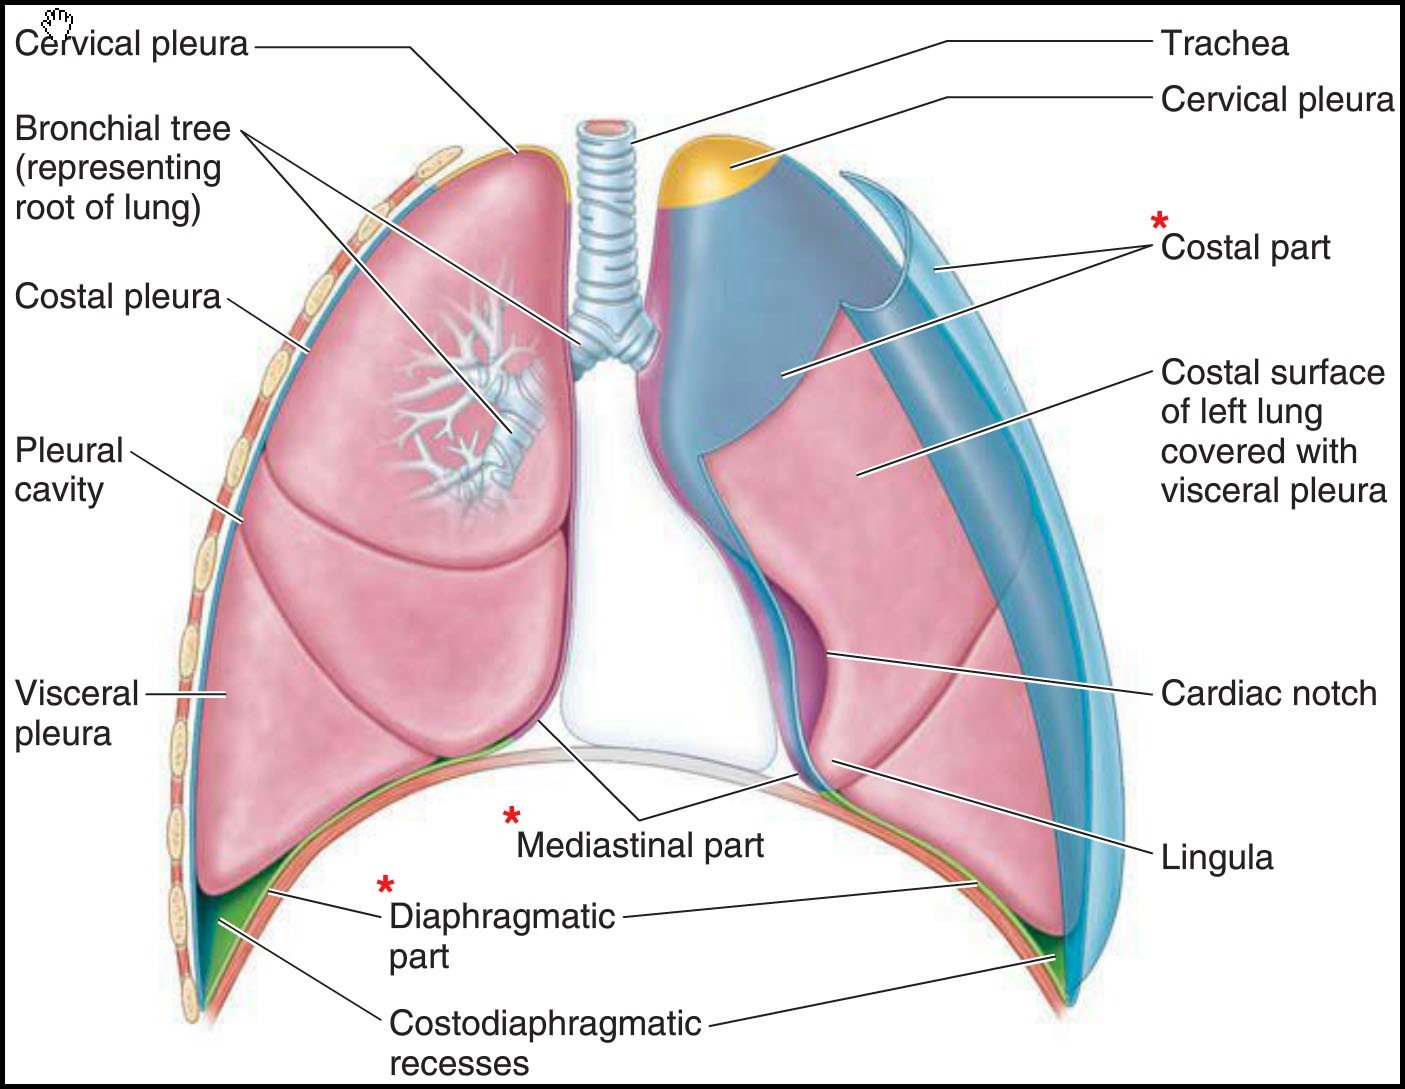 Cervical pleura
Bronchial tree
(representing
root of lung)
Costal pleura
Pleural
cavity
Visceral
pleura
Trachea
Cervical pleura
*
Costal part
Costal surface
of left lung
covered with
visceral pleura
Cardiac notch
Lingula
*
Mediastinal part
*
Diaphragmatic
part
Costodiaphragmatic
recesses